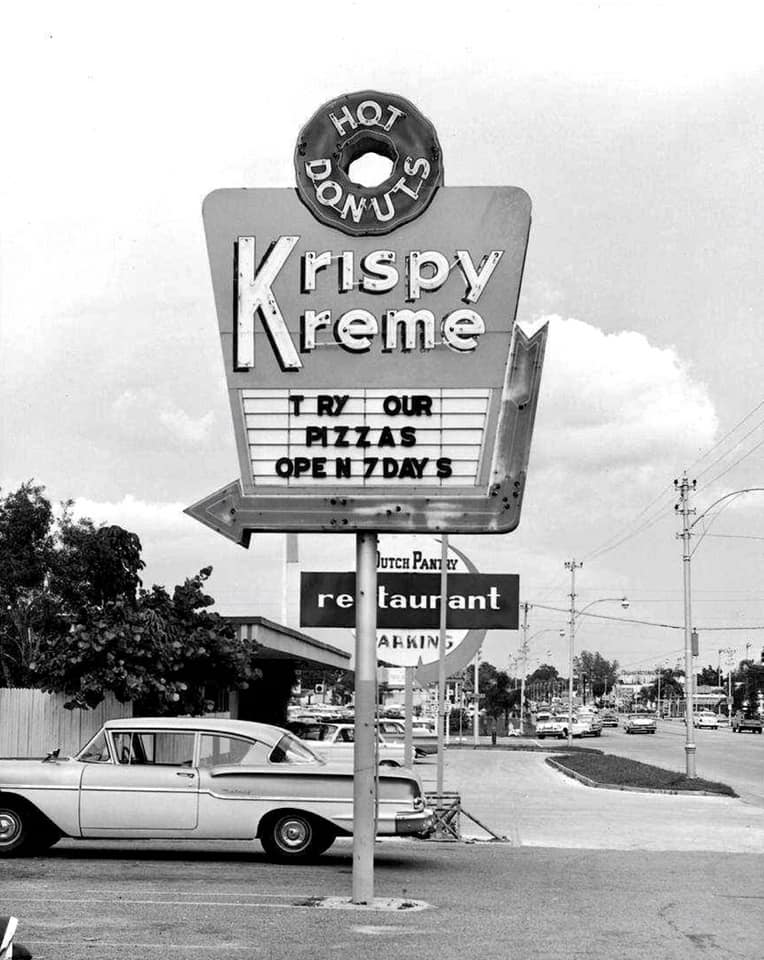 HOT
DONUTS
Krispy
Kreme
TRY OUR
PIZZAS
OPEN 7 DAYS
DUTCH PANTRY
restaurant
PARKING